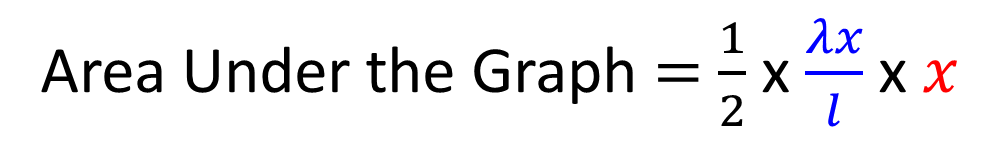 Area Under the Graph = 1/2 x λx/l x x